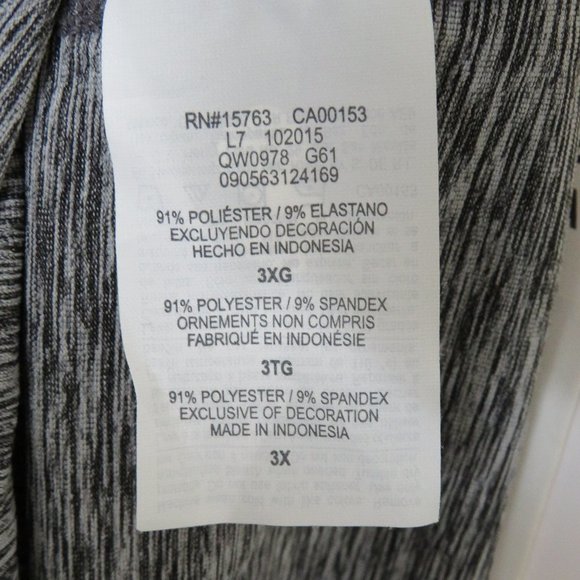 RN#15763 CA00153
L7 102015
QW0978 G61
090563124169
91% POLIÉSTER / 9% ELASTANO
EXCLUYENDO DECORACIÓN
HECHO EN INDONESIA
3XG
91% POLYESTER / 9% SPANDEX
ORNEMENTS NON COMPRIS
FABRIQUÉ EN INDONÉSIE
3TG
91% POLYESTER / 9% SPANDEX
EXCLUSIVE OF DECORATION
MADE IN INDONESIA
3X